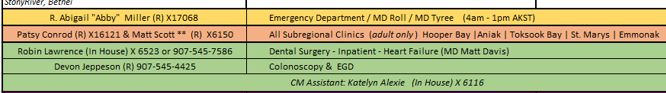 StonyRiver, Bethel
R. Abigail "Abby"  Miller (R) X17068 Emergency Department / MD Roll / MD Tyree (4am - 1pm AKST)
Patsy Conrod (R) X16121 & Matt Scott ** (R) X6150 All Subregional Clinics (adult only) Hooper Bay |Aniak | Toksook Bay | St. Marys | Emmonak
Robin Lawrence (In House) X 6523 or 907-545-7586 Dental Surgery - Inpatient - Heart Failure (MD Matt Davis)
Devon Jeppeson (R) 907-545-4425 Colonoscopy & EGD
CM Assistant: Katelyn Alexie (In House) X 6116